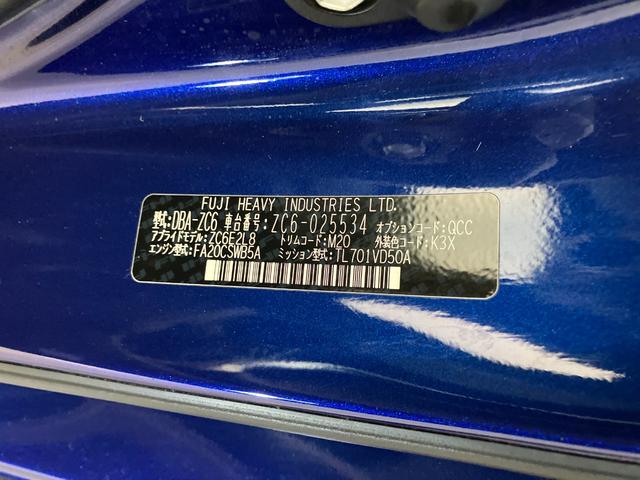 FUJI HEAVY INDUSTRIES LTD.
型式:DBA-ZC6 車台番号:ZC6-025534 オプションコード:QCC
アプライドモデル:ZC6E2L8 トリムコード:M20 外装色コード:K3X
エンジン型式:FA20CSWB5A ミッション型式:TL701VD50A